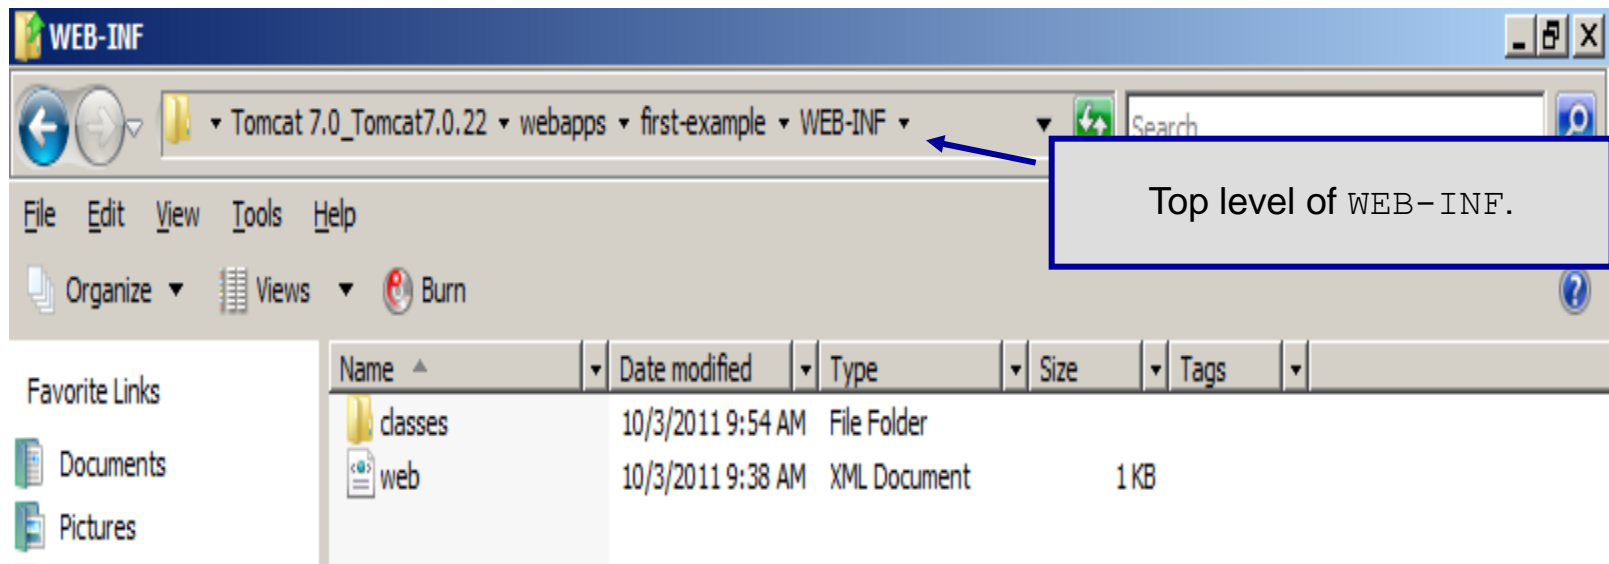 WEB-INF
Tomcat 7.0_Tomcat7.0.22 webapps first-example WEB-INF
Search
Top level of WEB-INF.
File Edit View Tools Help
Organize Views Burn
Name Date modified Type Size Tags
Favorite Links
classes 10/3/2011 9:54 AM File Folder
Documents
web 10/3/2011 9:38 AM XML Document 1 KB
Pictures